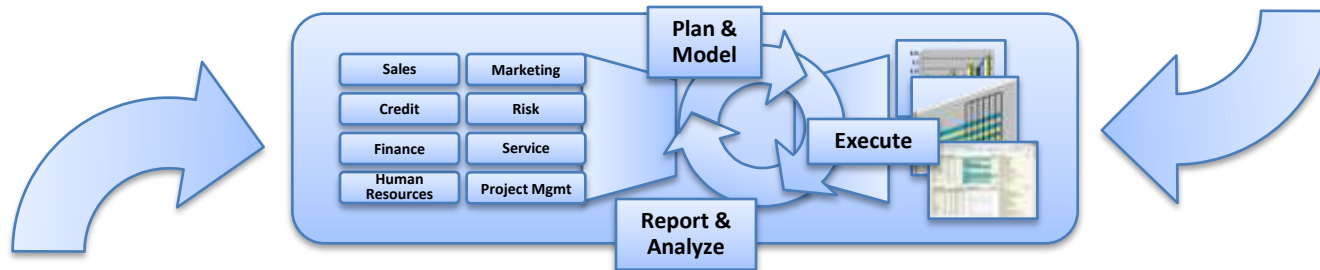 Plan &
Model
Sales
Marketing
Credit
Risk
Finance
Service
Human
Resources
Project Mgmt
Execute
Report &
Analyze